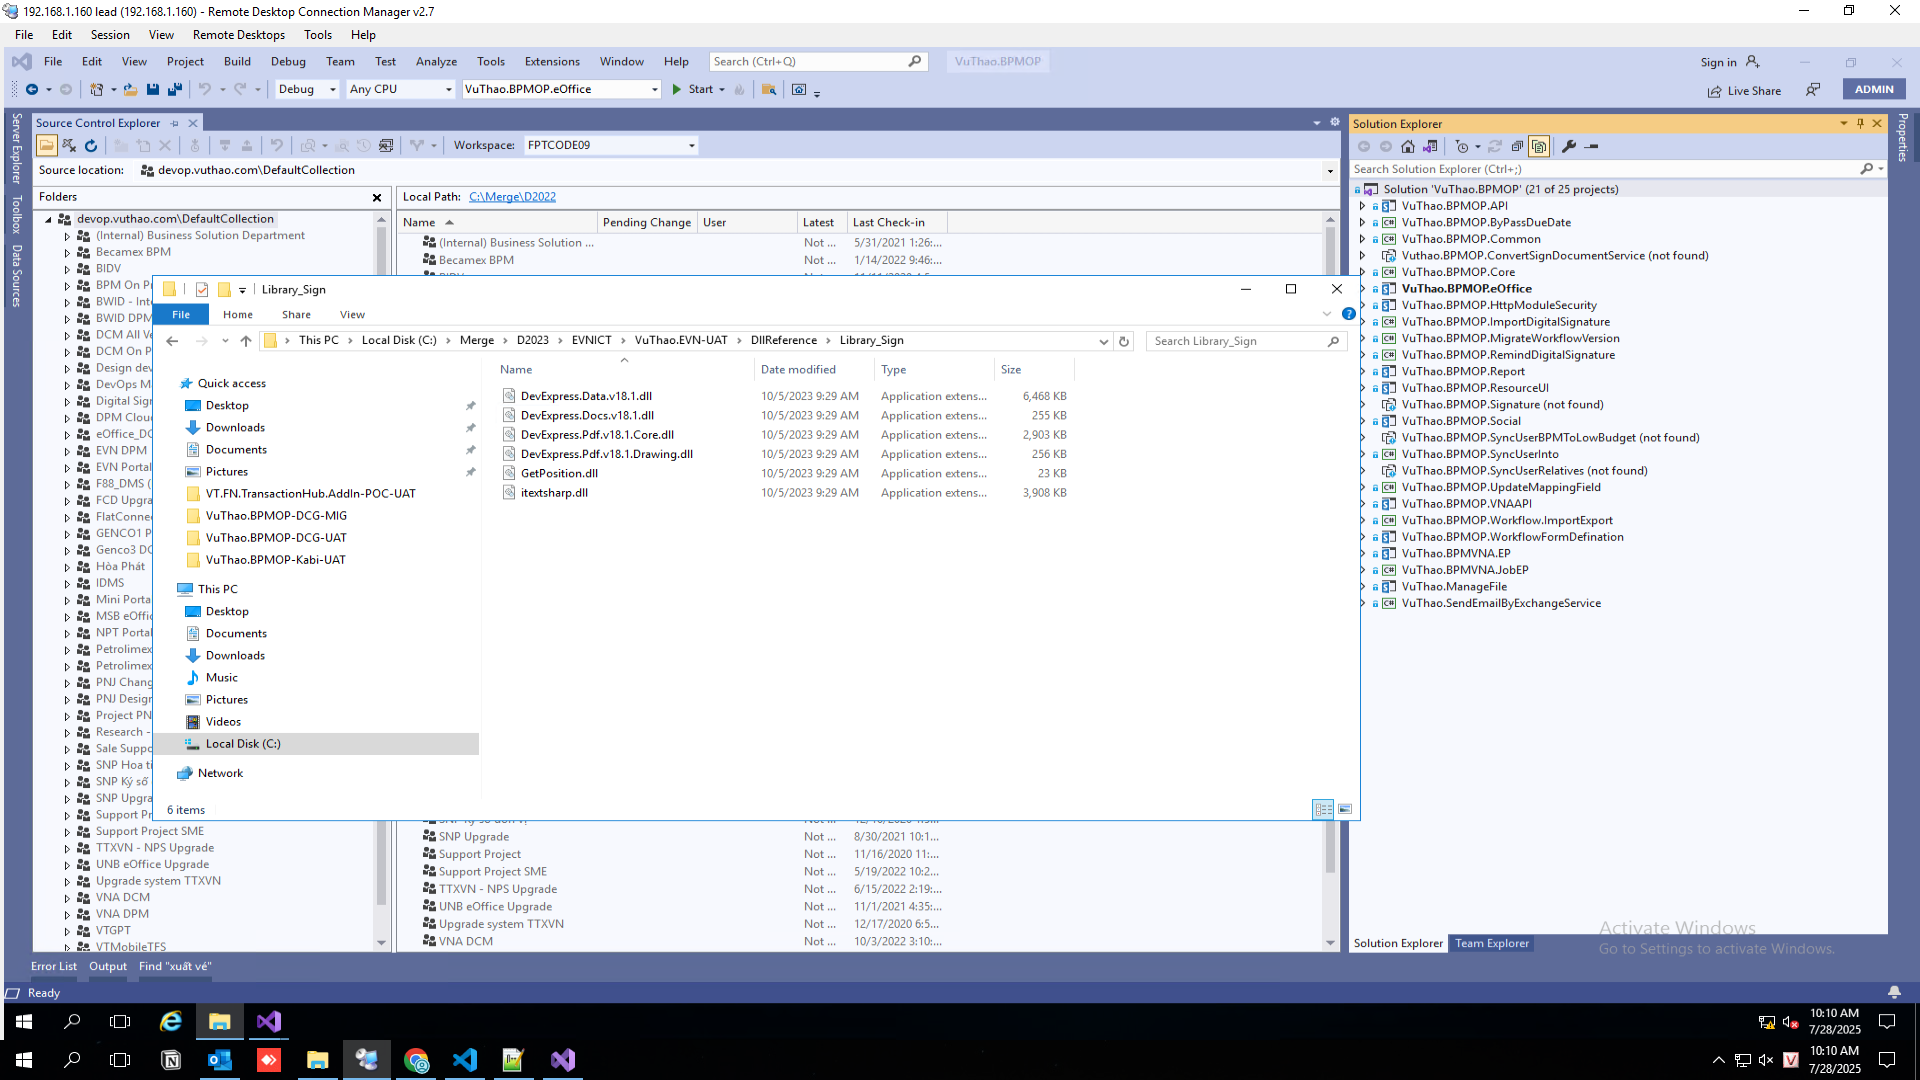 192.168.1.160 lead (192.168.1.160) - Remote Desktop Connection Manager v2.7
File Edit Session View Remote Desktops Tools Help
File Edit View Project Build Debug Team Test Analyze Tools Extensions Window Help Search (Ctrl+Q) VuThao.BPMOP Sign in
Debug Any CPU VuThao.BPMOP.eOffice Start Live Share ADMIN
Server Explorer
Toolbox
Data Sources
Source Control Explorer
Workspace: FPTCODE09
Source location: devop.vuthao.com\DefaultCollection
Folders
devop.vuthao.com\DefaultCollection
(Internal) Business Solution Department
Becamex BPM
BIDV
BPM On Pr
BWID - Int
BWID DPM
DCM All Ve
DCM On P
Design dev
DevOps M
Digital Sign
DPM Clou
eOffice_DC
EVN DPM
EVN Portal
F88_DMS (
FCD Upgra
FlatConnec
GENCO1 P
Genco3 DC
Hòa Phát
IDMS
Mini Porta
MSB eOffic
NPT Portal
Petrolimex
Petrolimex
PNJ Chang
PNJ Design
Project PN
Research -
Sale Suppo
SNP Hoa ti
SNP Ký số
SNP Upgra
Support Pr
Support Project SME
TTXVN - NPS Upgrade
UNB eOffice Upgrade
Upgrade system TTXVN
VNA DCM
VNA DPM
VTGPT
VTMobileTFS
Local Path: C:\Merge\D2022
Name Pending Change User Latest Last Check-in
(Internal) Business Solution ... Not ... 5/31/2021 1:26:...
Becamex BPM Not ... 1/14/2022 9:46:...
SNP Upgrade Not ... 8/30/2021 10:1...
Support Project Not ... 11/16/2020 11:...
Support Project SME Not ... 5/19/2022 10:2...
TTXVN - NPS Upgrade Not ... 6/15/2022 2:19:...
UNB eOffice Upgrade Not ... 11/1/2021 4:35:...
Upgrade system TTXVN Not ... 12/17/2020 6:5...
VNA DCM Not ... 10/3/2022 3:10:...
Library_Sign
File Home Share View
This PC Local Disk (C:) Merge D2023 EVNICT VuThao.EVN-UAT DllReference Library_Sign Search Library_Sign
Quick access
Desktop
Downloads
Documents
Pictures
VT.FN.TransactionHub.AddIn-POC-UAT
VuThao.BPMOP-DCG-MIG
VuThao.BPMOP-DCG-UAT
VuThao.BPMOP-Kabi-UAT
This PC
Desktop
Documents
Downloads
Music
Pictures
Videos
Local Disk (C:)
Network
Name Date modified Type Size
DevExpress.Data.v18.1.dll 10/5/2023 9:29 AM Application extens... 6,468 KB
DevExpress.Docs.v18.1.dll 10/5/2023 9:29 AM Application extens... 255 KB
DevExpress.Pdf.v18.1.Core.dll 10/5/2023 9:29 AM Application extens... 2,903 KB
DevExpress.Pdf.v18.1.Drawing.dll 10/5/2023 9:29 AM Application extens... 256 KB
GetPosition.dll 10/5/2023 9:29 AM Application extens... 23 KB
itextsharp.dll 10/5/2023 9:29 AM Application extens... 3,908 KB
6 items
Solution Explorer
Search Solution Explorer (Ctrl+;)
Solution 'VuThao.BPMOP' (21 of 25 projects)
VuThao.BPMOP.API
VuThao.BPMOP.ByPassDueDate
VuThao.BPMOP.Common
Vuthao.BPMOP.ConvertSignDocumentService (not found)
VuThao.BPMOP.Core
VuThao.BPMOP.eOffice
VuThao.BPMOP.HttpModuleSecurity
VuThao.BPMOP.ImportDigitalSignature
VuThao.BPMOP.MigrateWorkflowVersion
VuThao.BPMOP.RemindDigitalSignature
VuThao.BPMOP.Report
VuThao.BPMOP.ResourceUI
VuThao.BPMOP.Signature (not found)
VuThao.BPMOP.Social
VuThao.BPMOP.SyncUserBPMToLowBudget (not found)
VuThao.BPMOP.SyncUserInto
VuThao.BPMOP.SyncUserRelatives (not found)
VuThao.BPMOP.UpdateMappingField
VuThao.BPMOP.VNAAPI
VuThao.BPMOP.Workflow.ImportExport
VuThao.BPMOP.WorkflowFormDefination
VuThao.BPMVNA.EP
VuThao.BPMVNA.JobEP
VuThao.ManageFile
VuThao.SendEmailByExchangeService
Properties
Activate Windows
Go to Settings to activate Windows.
Solution Explorer Team Explorer
Error List Output Find "xuất vé"
Ready
10:10 AM
7/28/2025
10:10 AM
7/28/2025